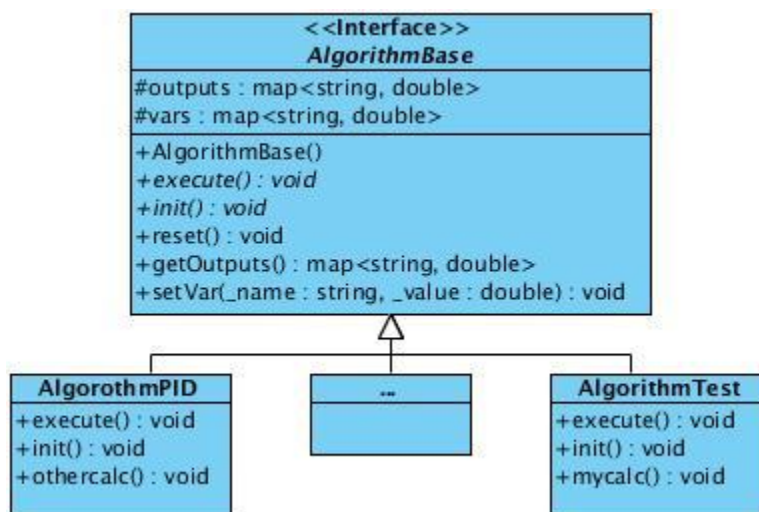 <<Interface>>
AlgorithmBase
#outputs : map<string, double>
#vars : map<string, double>
+AlgorithmBase()
+execute() : void
+init() : void
+reset() : void
+getOutputs() : map<string, double>
+setVar(_name : string, _value : double) : void
AlgorothmPID
+execute() : void
+init() : void
+othercalc() : void
...
AlgorithmTest
+execute() : void
+init() : void
+mycalc() : void